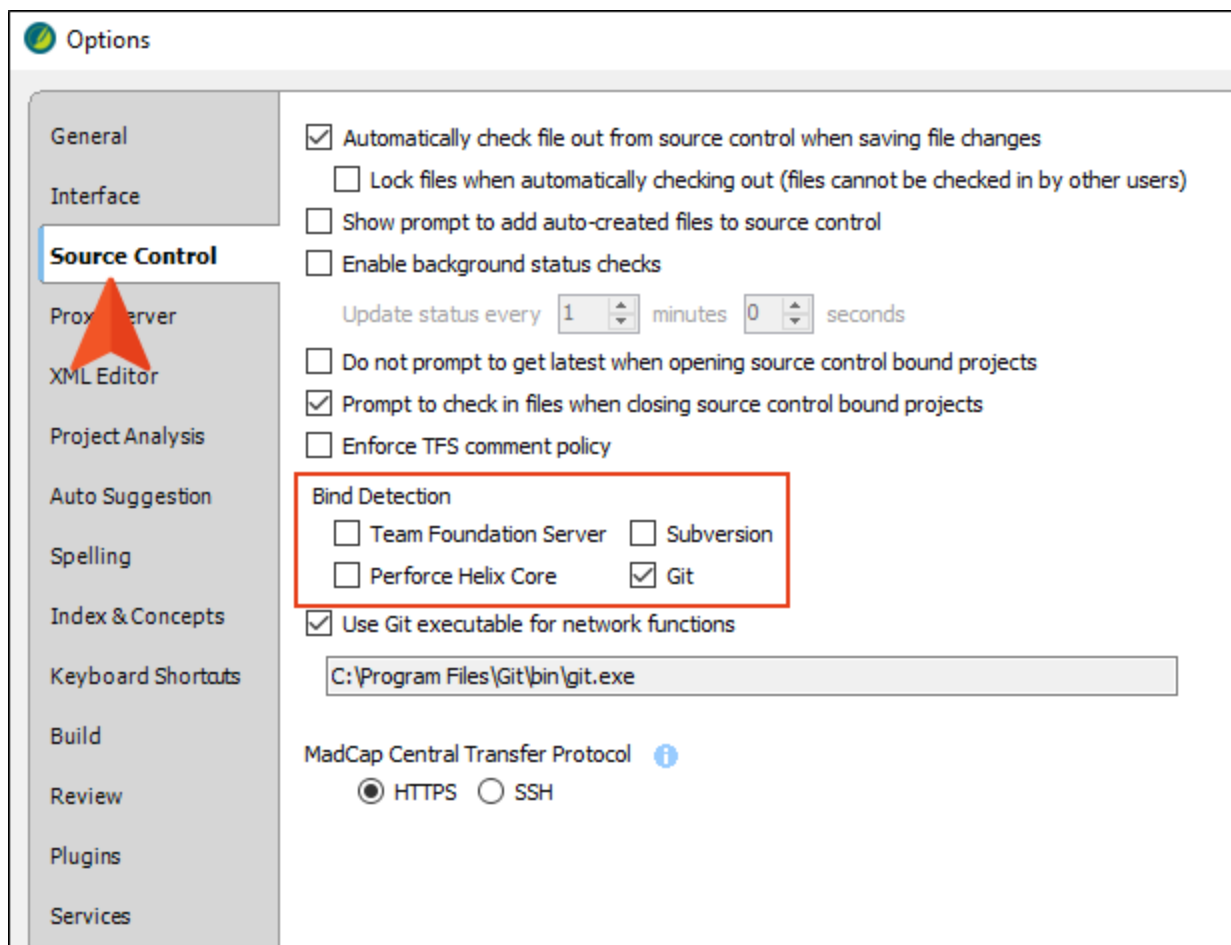 Options
General
Interface
Source Control
Proxy Server
XML Editor
Project Analysis
Auto Suggestion
Spelling
Index & Concepts
Keyboard Shortcuts
Build
Review
Plugins
Services
Automatically check file out from source control when saving file changes
Lock files when automatically checking out (files cannot be checked in by other users)
Show prompt to add auto-created files to source control
Enable background status checks
Update status every 1 minutes 0 seconds
Do not prompt to get latest when opening source control bound projects
Prompt to check in files when closing source control bound projects
Enforce TFS comment policy
Bind Detection
Team Foundation Server Subversion
Perforce Helix Core Git
Use Git executable for network functions
C:\Program Files\Git\bin\git.exe
MadCap Central Transfer Protocol
HTTPS SSH